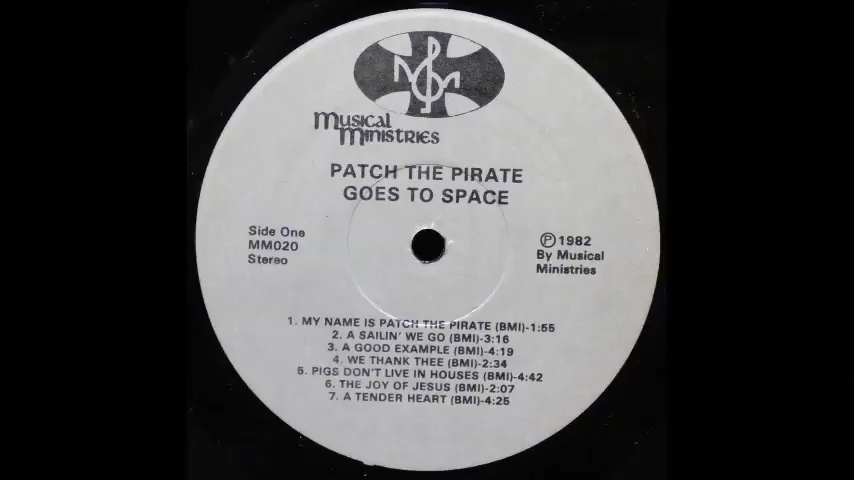 Musical
Ministries
PATCH THE PIRATE
GOES TO SPACE
Side One
MM020
Stereo
Ⓟ 1982
By Musical
Ministries
1. MY NAME IS PATCH THE PIRATE (BMI)-1:55
2. A SAILIN' WE GO (BMI)-3:16
3. A GOOD EXAMPLE (BMI)-4:19
4. WE THANK THEE (BMI)-2:34
5. PIGS DON'T LIVE IN HOUSES (BMI)-4:42
6. THE JOY OF JESUS (BMI)-2:07
7. A TENDER HEART (BMI)-4:25